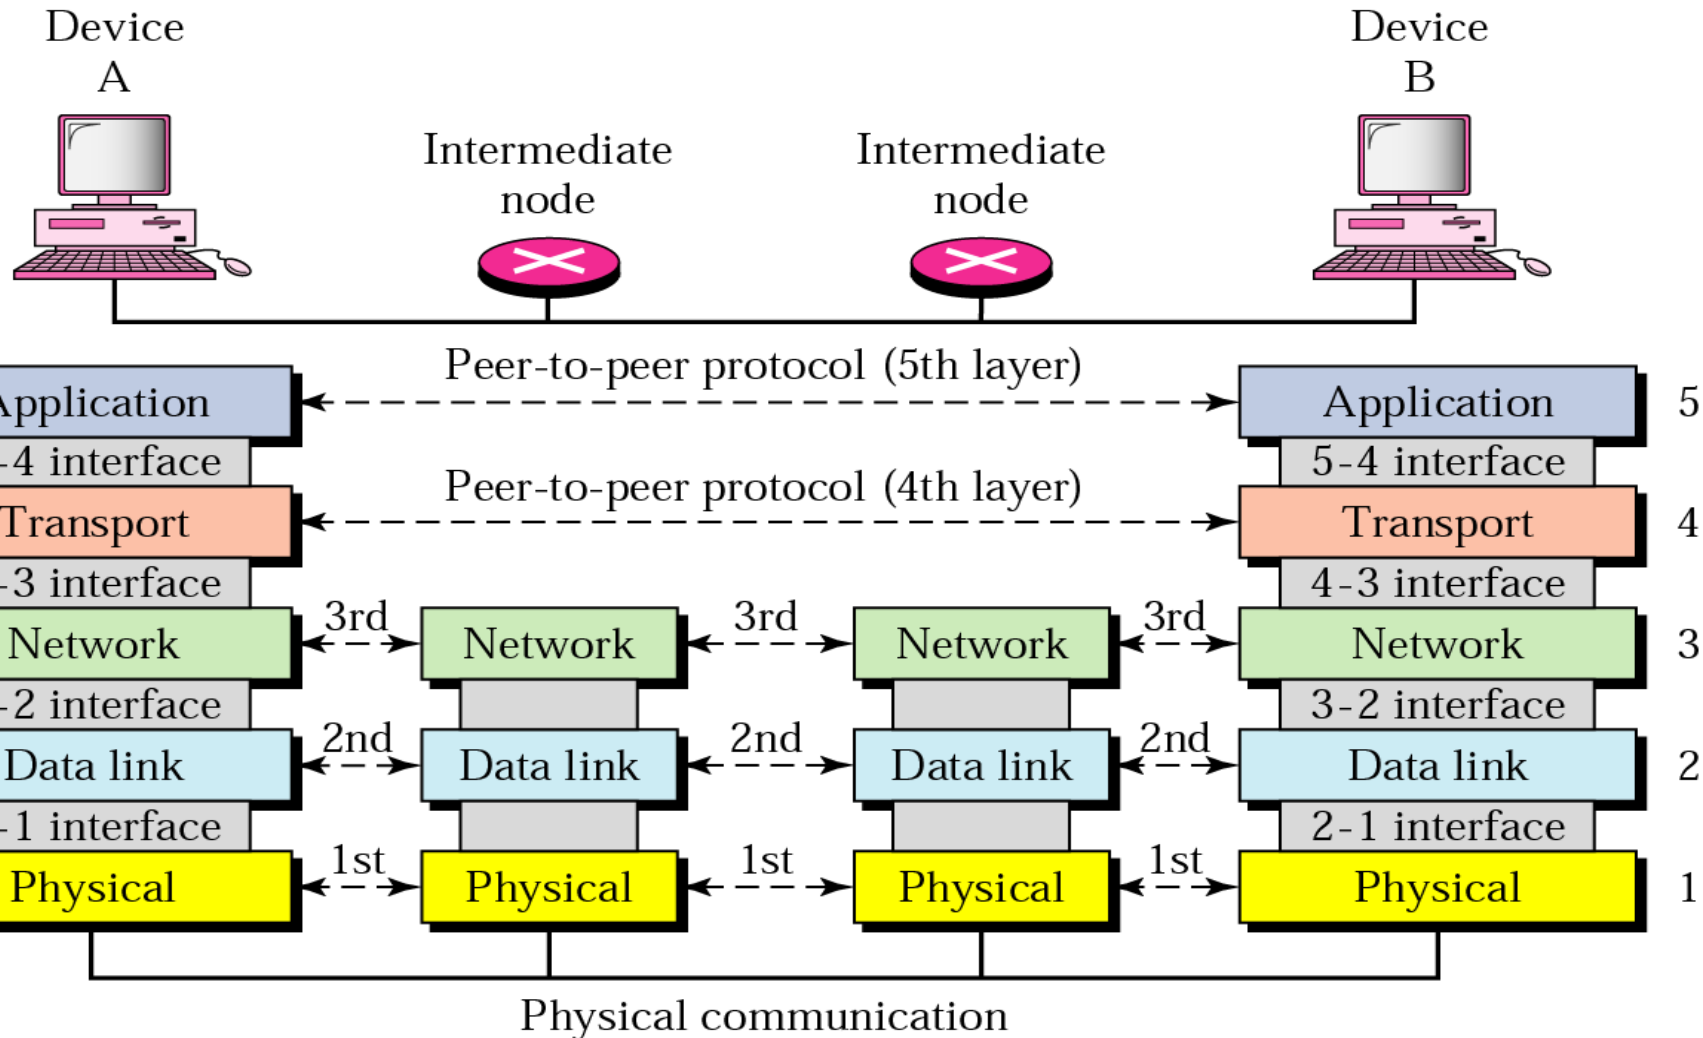 Device
A
Device
B
Intermediate
node
Intermediate
node
Peer-to-peer protocol (5th layer)
Application
Application
5
-4 interface
5-4 interface
Peer-to-peer protocol (4th layer)
Transport
Transport
4
-3 interface
4-3 interface
3rd
3rd
3rd
Network
Network
Network
Network
3
-2 interface
3-2 interface
2nd
2nd
2nd
Data link
Data link
Data link
Data link
2
-1 interface
2-1 interface
1st
1st
1st
Physical
Physical
Physical
Physical
1
Physical communication